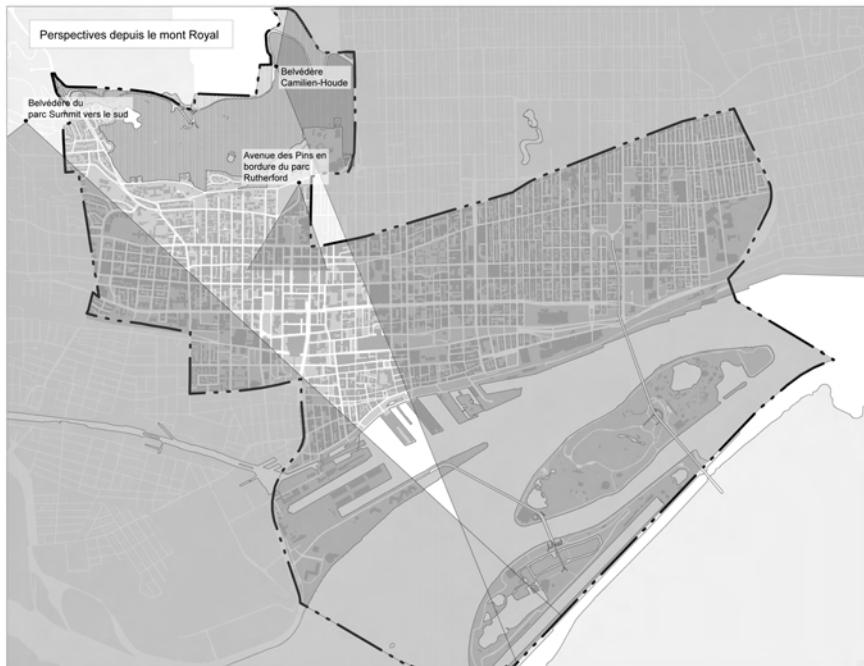 Perspectives depuis le mont Royal
Belvédère
Camilien-Houde
Belvédère du
parc Summit vers le sud
Avenue des Pins en
bordure du parc
Rutherford